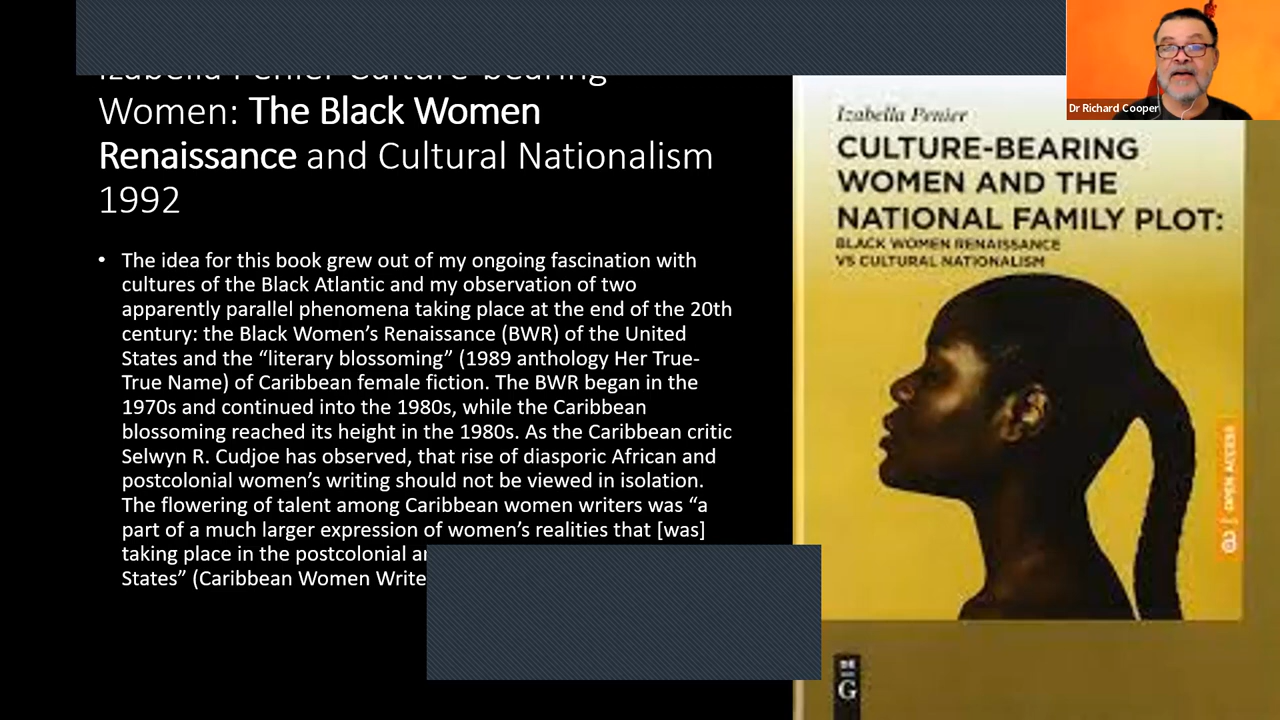 Izabella Penier Culture-bearing
Women: The Black Women
Renaissance and Cultural Nationalism
1992
• The idea for this book grew out of my ongoing fascination with
cultures of the Black Atlantic and my observation of two
apparently parallel phenomena taking place at the end of the 20th
century: the Black Women’s Renaissance (BWR) of the United
States and the “literary blossoming” (1989 anthology Her True-
True Name) of Caribbean female fiction. The BWR began in the
1970s and continued into the 1980s, while the Caribbean
blossoming reached its height in the 1980s. As the Caribbean critic
Selwyn R. Cudjoe has observed, that rise of diasporic African and
postcolonial women’s writing should not be viewed in isolation.
The flowering of talent among Caribbean women writers was “a
part of a much larger expression of women’s realities that [was]
taking place in the postcolonial
States” (Caribbean Women
Izabella Penier
CULTURE-BEARING
WOMEN AND THE
NATIONAL FAMILY PLOT:
BLACK WOMEN RENAISSANCE
VS CULTURAL NATIONALISM
OPEN ACCESS
DE
G
Dr Richard Cooper